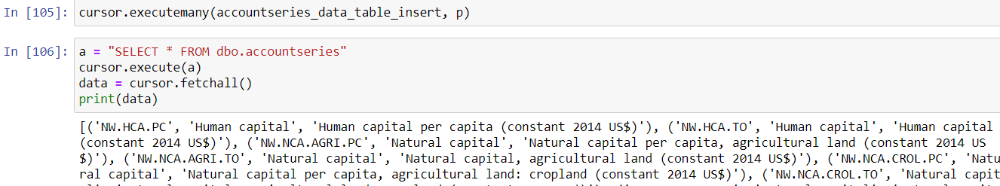 In [105]: cursor.executemany(accountseries_data_table_insert, p)
In [106]: a = "SELECT * FROM dbo.accountseries"
cursor.execute(a)
data = cursor.fetchall()
print(data)
[('NW.HCA.PC', 'Human capital', 'Human capital per capita (constant 2014 US$)'), ('NW.HCA.TO', 'Human capital', 'Human capital
(constant 2014 US$)'), ('NW.NCA.AGRI.PC', 'Natural capital', 'Natural capital per capita, agricultural land (constant 2014 US
$)'), ('NW.NCA.AGRI.TO', 'Natural capital', 'Natural capital, agricultural land (constant 2014 US$)'), ('NW.NCA.CROL.PC', 'Natu
ral capital', 'Natural capital per capita, agricultural land: cropland (constant 2014 US$)'), ('NW.NCA.CROL.TO', 'Natural capit